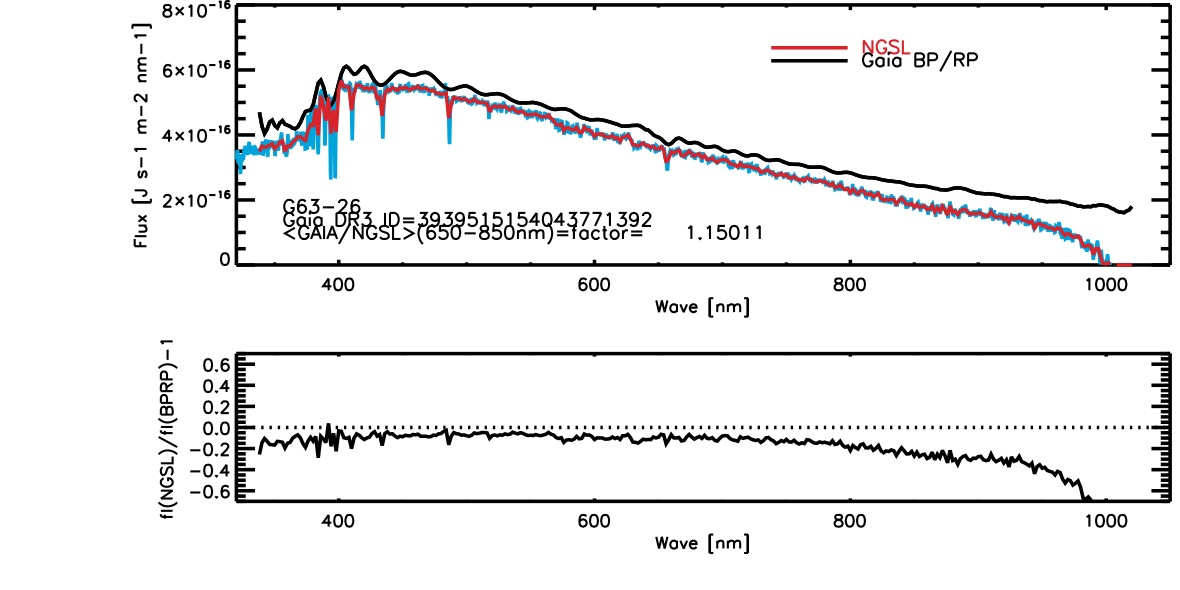 8×10−16
6×10−16
4×10−16
2×10−16
0
Flux [J s−1 m−2 nm−1]
NGSL
Gaia BP/RP
G63−26
Gaia DR3 ID=3939515154043771392
<GAIA/NGSL>(650−850nm)=factor= 1.15011
400 600 800 1000
Wave [nm]
fl(NGSL)/fl(BPRP)−1
0.6
0.4
0.2
0.0
−0.2
−0.4
−0.6
400 600 800 1000
Wave [nm]